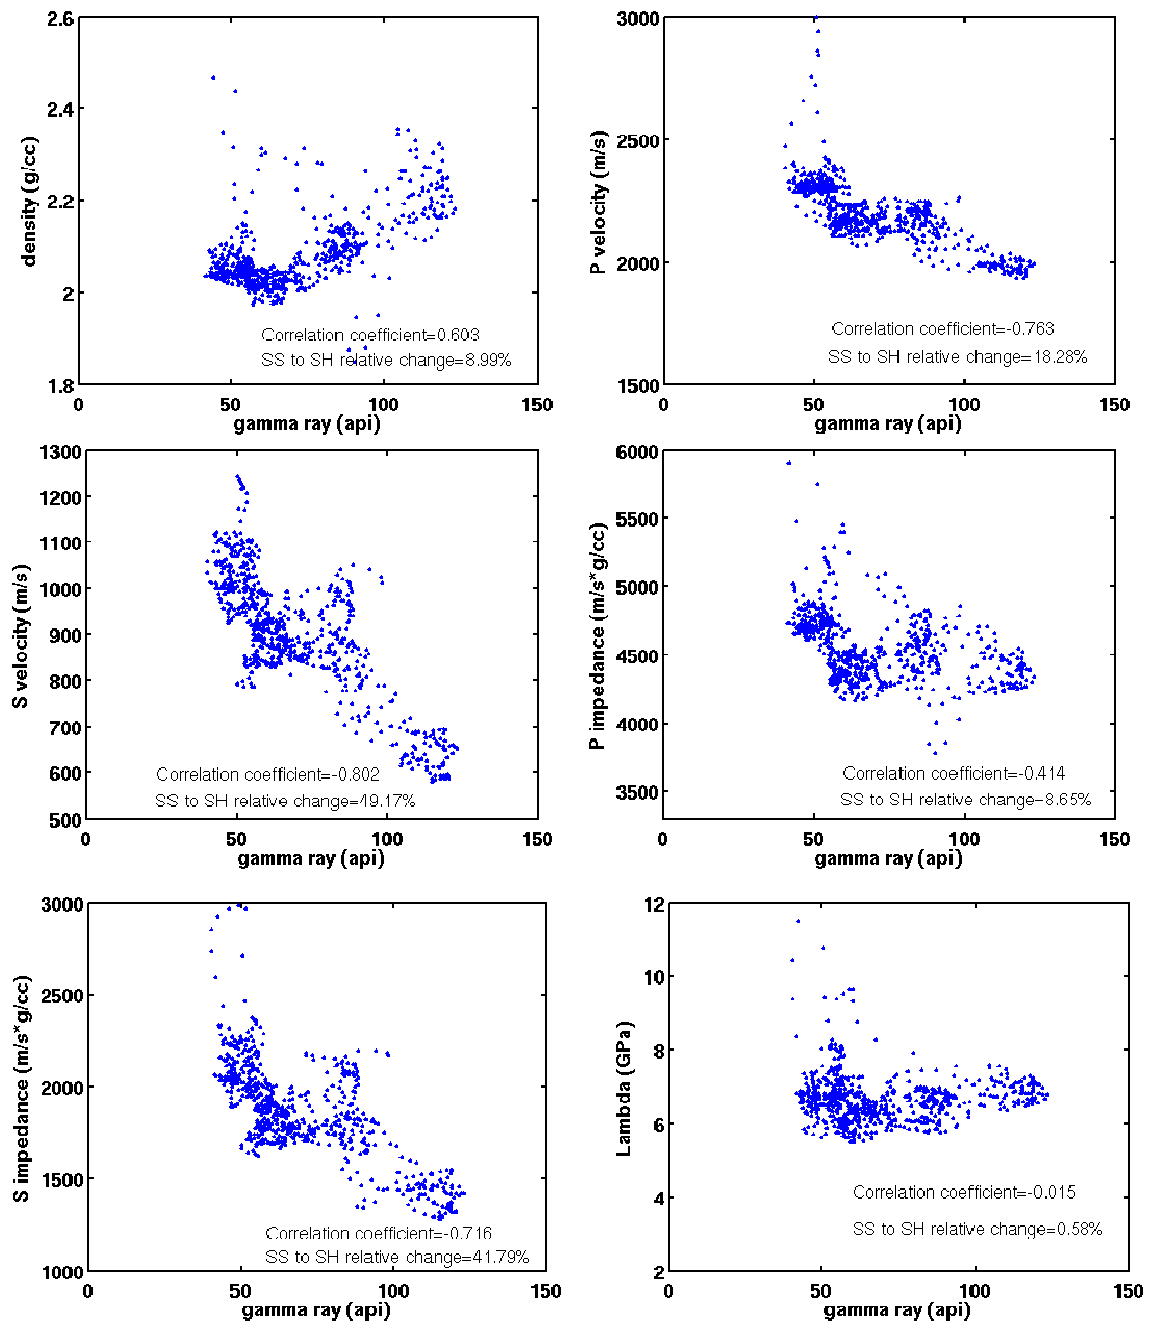 2.6
2.4
2.2
2
1.8
density (g/cc)
Correlation coefficient=0.603
SS to SH relative change=8.99%
0 50 100 150
gamma ray (api)
3000
2500
2000
1500
P velocity (m/s)
Correlation coefficient=-0.763
SS to SH relative change=18.28%
0 50 100 150
gamma ray (api)
1300
1200
1100
1000
900
800
700
600
500
S velocity (m/s)
Correlation coefficient=-0.802
SS to SH relative change=49.17%
0 50 100 150
gamma ray (api)
6000
5500
5000
4500
4000
3500
P impedance (m/s*g/cc)
Correlation coefficient=-0.414
SS to SH relative change=8.65%
0 50 100 150
gamma ray (api)
3000
2500
2000
1500
1000
S impedance (m/s*g/cc)
Correlation coefficient=-0.716
SS to SH relative change=41.79%
0 50 100 150
gamma ray (api)
12
10
8
6
4
2
Lambda (GPa)
Correlation coefficient=-0.015
SS to SH relative change=0.58%
0 50 100 150
gamma ray (api)